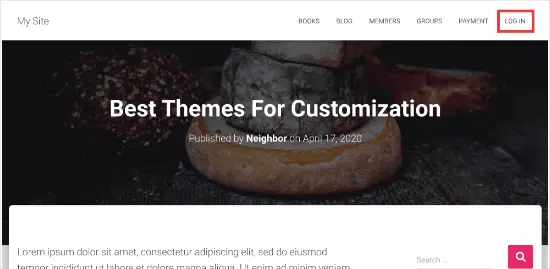 My Site
BOOKS BLOG MEMBERS GROUPS PAYMENT LOG IN
Best Themes For Customization
Published by Neighbor on April 17, 2020
Lorem ipsum dolor sit amet, consectetur adipiscing elit, sed do eiusmod
tempor incididunt ut labore et dolore magna aliqua. Ut enim ad minim veniam,
Search ...